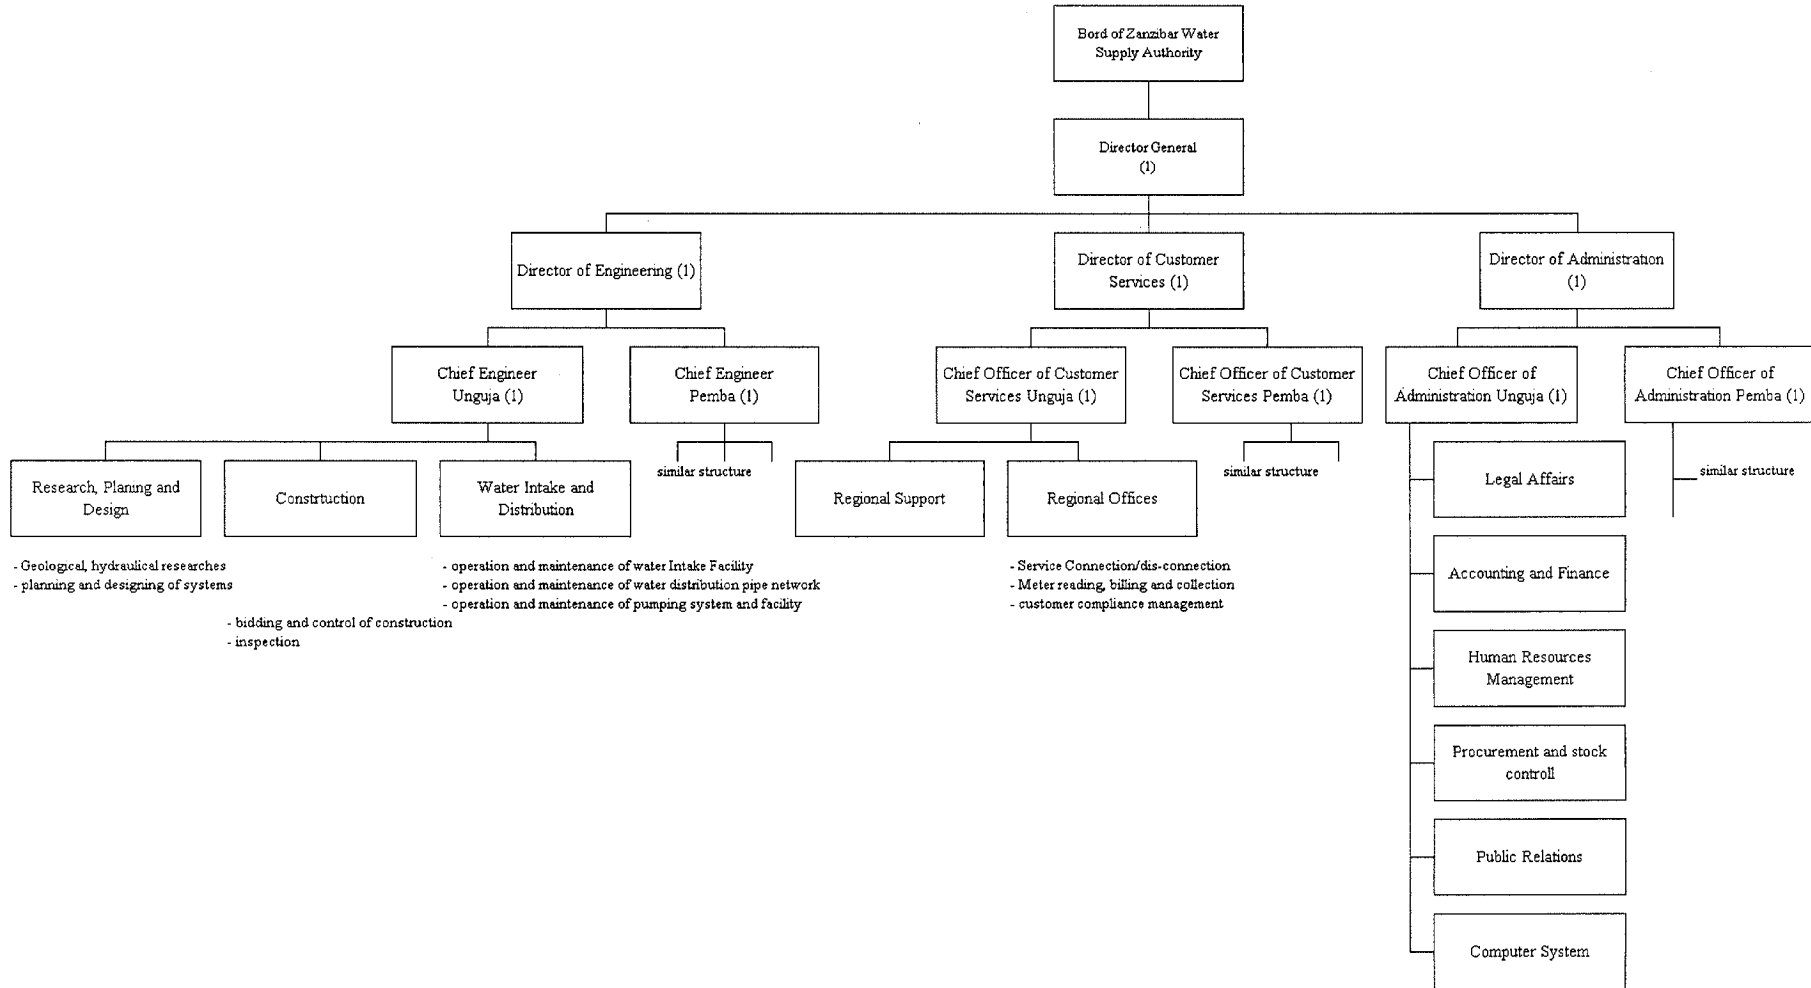 Bord of Zanzibar Water
Supply Authority
Director General
(1)
Director of Engineering (1)
Director of Customer
Services (1)
Director of Administration
(1)
Chief Engineer
Unguja (1)
Chief Engineer
Pemba (1)
Chief Officer of Customer
Services Unguja (1)
Chief Officer of Customer
Services Pemba (1)
Chief Officer of
Administration Unguja (1)
Chief Officer of
Administration Pemba (1)
similar structure
similar structure
similar structure
Research, Planing and
Design
Constrtuction
Water Intake and
Distribution
Regional Support
Regional Offices
- Geological, hydraulical researches
- planning and designing of systems
- bidding and control of construction
- inspection
- operation and maintenance of water Intake Facility
- operation and maintenance of water distribution pipe network
- operation and maintenance of pumping system and facility
- Service Connection/dis-connection
- Meter reading, billing and collection
- customer compliance management
Legal Affairs
Accounting and Finance
Human Resources
Management
Procurement and stock
controll
Public Relations
Computer System